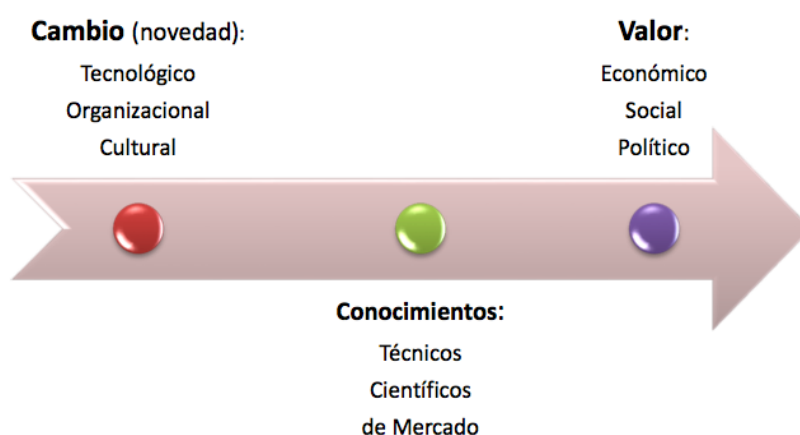 Cambio (novedad):
Tecnológico
Organizacional
Cultural
Valor:
Económico
Social
Político
Conocimientos:
Técnicos
Científicos
de Mercado